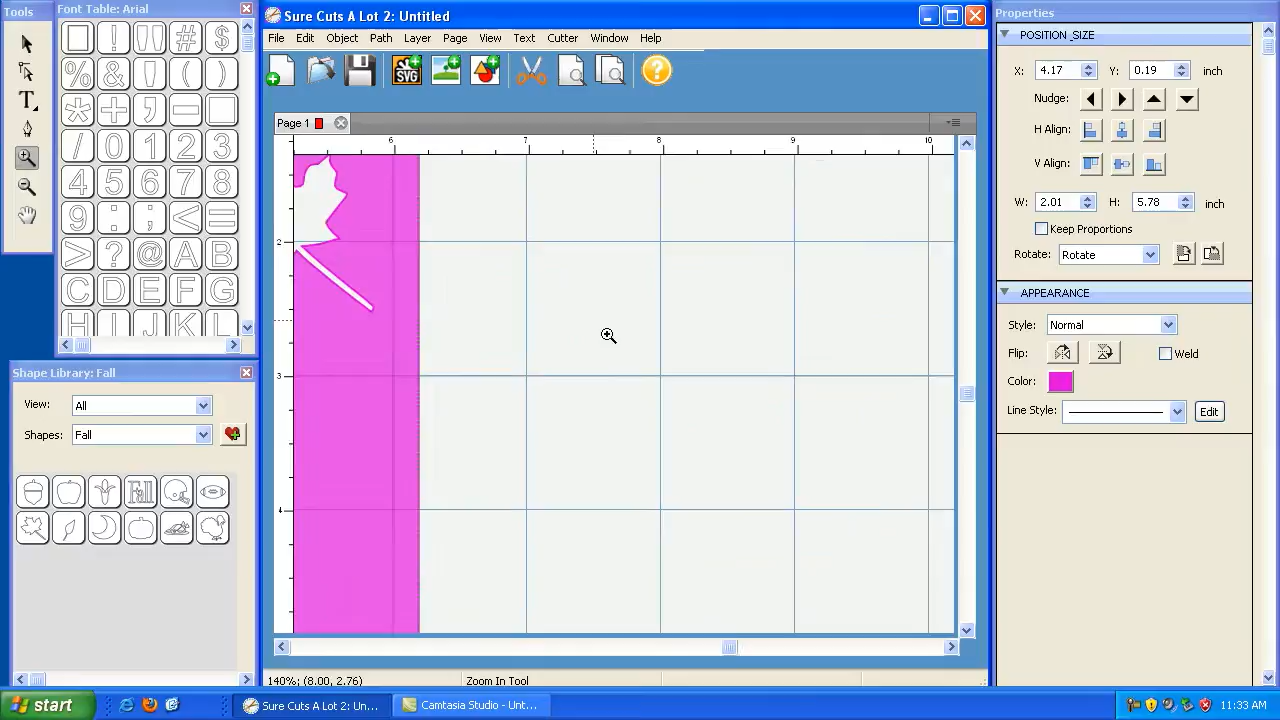 Tools
Font Table: Arial
! " # $
% & ' ( )
* + , -
/ 0 1 2 3
4 5 6 7 8
9 : ; < =
> ? @ A B
C D E F G
H I J K L
Shape Library: Fall
View: All
Shapes: Fall
Fall
Sure Cuts A Lot 2: Untitled
File Edit Object Path Layer Page View Text Cutter Window Help
SVG
Page 1
6 7 8 9 10
2
3
4
140%; (8.00, 2.76) Zoom In Tool
Properties
POSITION_SIZE
X: 4.17 Y: 0.19 inch
Nudge:
H Align:
V Align:
W: 2.01 H: 5.78 inch
Keep Proportions
Rotate: Rotate
APPEARANCE
Style: Normal
Flip: Weld
Color:
Line Style: Edit
start
Sure Cuts A Lot 2: Un...
Camtasia Studio - Unt...
11:33 AM